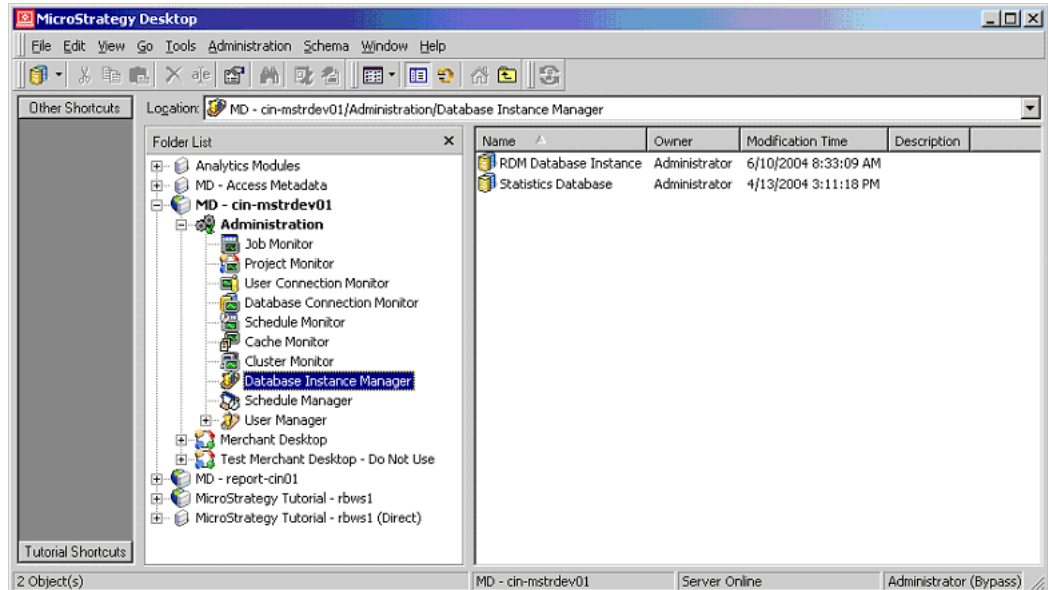 MicroStrategy Desktop
File Edit View Go Tools Administration Schema Window Help
Other Shortcuts
Location: MD - cin-mstrdev01/Administration/Database Instance Manager
Folder List
Analytics Modules
MD - Access Metadata
MD - cin-mstrdev01
Administration
Job Monitor
Project Monitor
User Connection Monitor
Database Connection Monitor
Schedule Monitor
Cache Monitor
Cluster Monitor
Database Instance Manager
Schedule Manager
User Manager
Merchant Desktop
Test Merchant Desktop - Do Not Use
MD - report-cin01
MicroStrategy Tutorial - rbws1
MicroStrategy Tutorial - rbws1 (Direct)
Name Owner Modification Time Description
RDM Database Instance Administrator 6/10/2004 8:33:09 AM
Statistics Database Administrator 4/13/2004 3:11:18 PM
Tutorial Shortcuts
2 Object(s) MD - cin-mstrdev01 Server Online Administrator (Bypass)